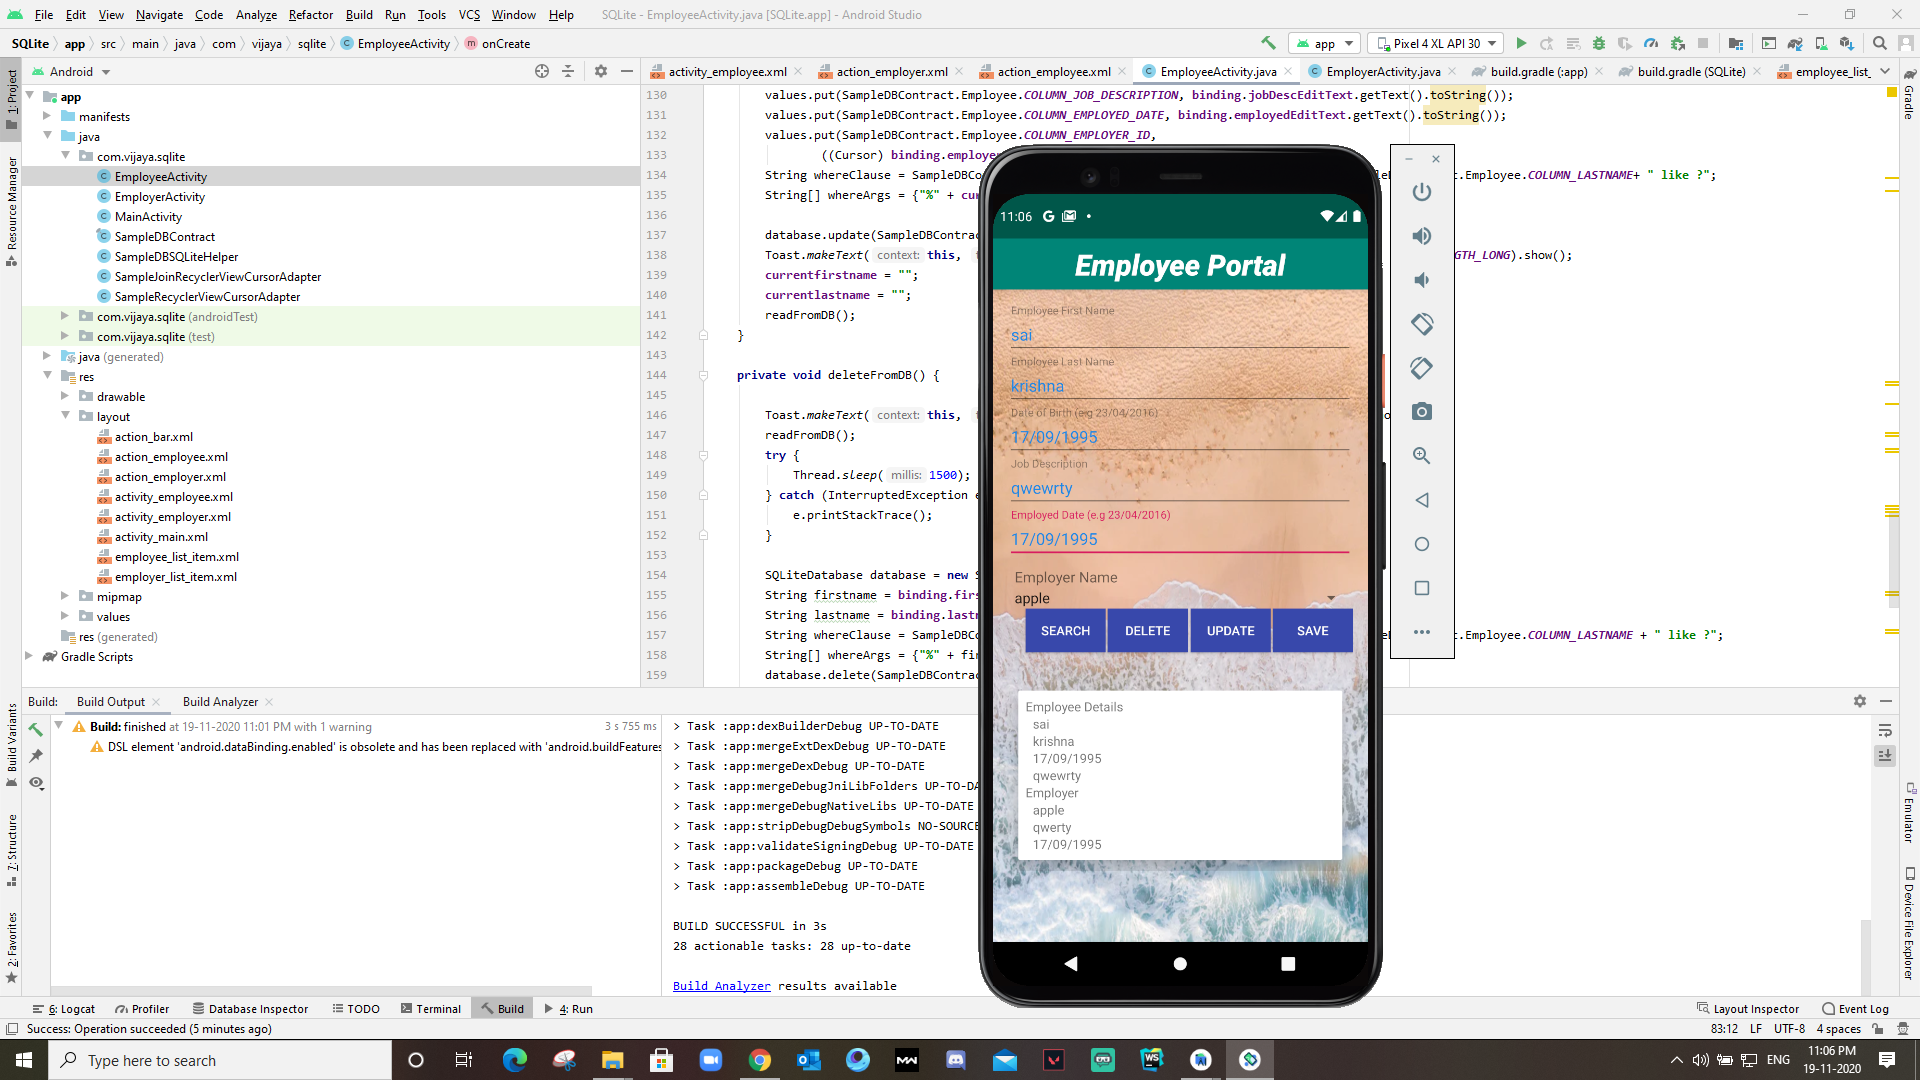 File Edit View Navigate Code Analyze Refactor Build Run Tools VCS Window Help SQLite - EmployeeActivity.java [SQLite.app] - Android Studio
SQLite app src main java com vijaya sqlite EmployeeActivity onCreate app Pixel 4 XL API 30
Android
activity_employee.xml action_employer.xml action_employee.xml EmployeeActivity.java EmployerActivity.java build.gradle (:app) build.gradle (SQLite) employee_list_
1: Project
Resource Manager
Build Variants
7: Structure
2: Favorites
app
manifests
java
com.vijaya.sqlite
EmployeeActivity
EmployerActivity
MainActivity
SampleDBContract
SampleDBSQLiteHelper
SampleJoinRecyclerViewCursorAdapter
SampleRecyclerViewCursorAdapter
com.vijaya.sqlite (androidTest)
com.vijaya.sqlite (test)
java (generated)
res
drawable
layout
action_bar.xml
action_employee.xml
action_employer.xml
activity_employee.xml
activity_employer.xml
activity_main.xml
employee_list_item.xml
employer_list_item.xml
mipmap
values
res (generated)
Gradle Scripts
130 values.put(SampleDBContract.Employee.COLUMN_JOB_DESCRIPTION, binding.jobDescEditText.getText().toString());
131 values.put(SampleDBContract.Employee.COLUMN_EMPLOYED_DATE, binding.employedEditText.getText().toString());
132 values.put(SampleDBContract.Employee.COLUMN_EMPLOYER_ID,
133 ((Cursor) binding.employer
134 String whereClause = SampleDBCo t.Employee.COLUMN_LASTNAME+ " like ?";
135 String[] whereArgs = {"%" + cur
136
137 database.update(SampleDBContrac
138 Toast.makeText( context: this, GTH_LONG).show();
139 currentfirstname = "";
140 currentlastname = "";
141 readFromDB();
142 }
143
144 private void deleteFromDB() {
145
146 Toast.makeText( context: this,
147 readFromDB();
148 try {
149 Thread.sleep( millis: 1500);
150 } catch (InterruptedException e
151 e.printStackTrace();
152 }
153
154 SQLiteDatabase database = new S
155 String firstname = binding.firs
156 String lastname = binding.lastn
157 String whereClause = SampleDBCo t.Employee.COLUMN_LASTNAME + " like ?";
158 String[] whereArgs = {"%" + fir
159 database.delete(SampleDBContrac
11:06
Employee Portal
Employee First Name
sai
Employee Last Name
krishna
Date of Birth (e.g 23/04/2016)
17/09/1995
Job Description
qwewrty
Employed Date (e.g 23/04/2016)
17/09/1995
Employer Name
apple
SEARCH DELETE UPDATE SAVE
Employee Details
sai
krishna
17/09/1995
qwewrty
Employer
apple
qwerty
17/09/1995
Gradle
Emulator
Device File Explorer
Build: Build Output Build Analyzer
Build: finished at 19-11-2020 11:01 PM with 1 warning 3 s 755 ms
DSL element 'android.dataBinding.enabled' is obsolete and has been replaced with 'android.buildFeatures
> Task :app:dexBuilderDebug UP-TO-DATE
> Task :app:mergeExtDexDebug UP-TO-DATE
> Task :app:mergeDexDebug UP-TO-DATE
> Task :app:mergeDebugJniLibFolders UP-TO-DA
> Task :app:mergeDebugNativeLibs UP-TO-DATE
> Task :app:stripDebugDebugSymbols NO-SOURCE
> Task :app:validateSigningDebug UP-TO-DATE
> Task :app:packageDebug UP-TO-DATE
> Task :app:assembleDebug UP-TO-DATE
BUILD SUCCESSFUL in 3s
28 actionable tasks: 28 up-to-date
Build Analyzer results available
6: Logcat Profiler Database Inspector TODO Terminal Build 4: Run Layout Inspector Event Log
Success: Operation succeeded (5 minutes ago) 83:12 LF UTF-8 4 spaces
Type here to search
ENG 11:06 PM
19-11-2020